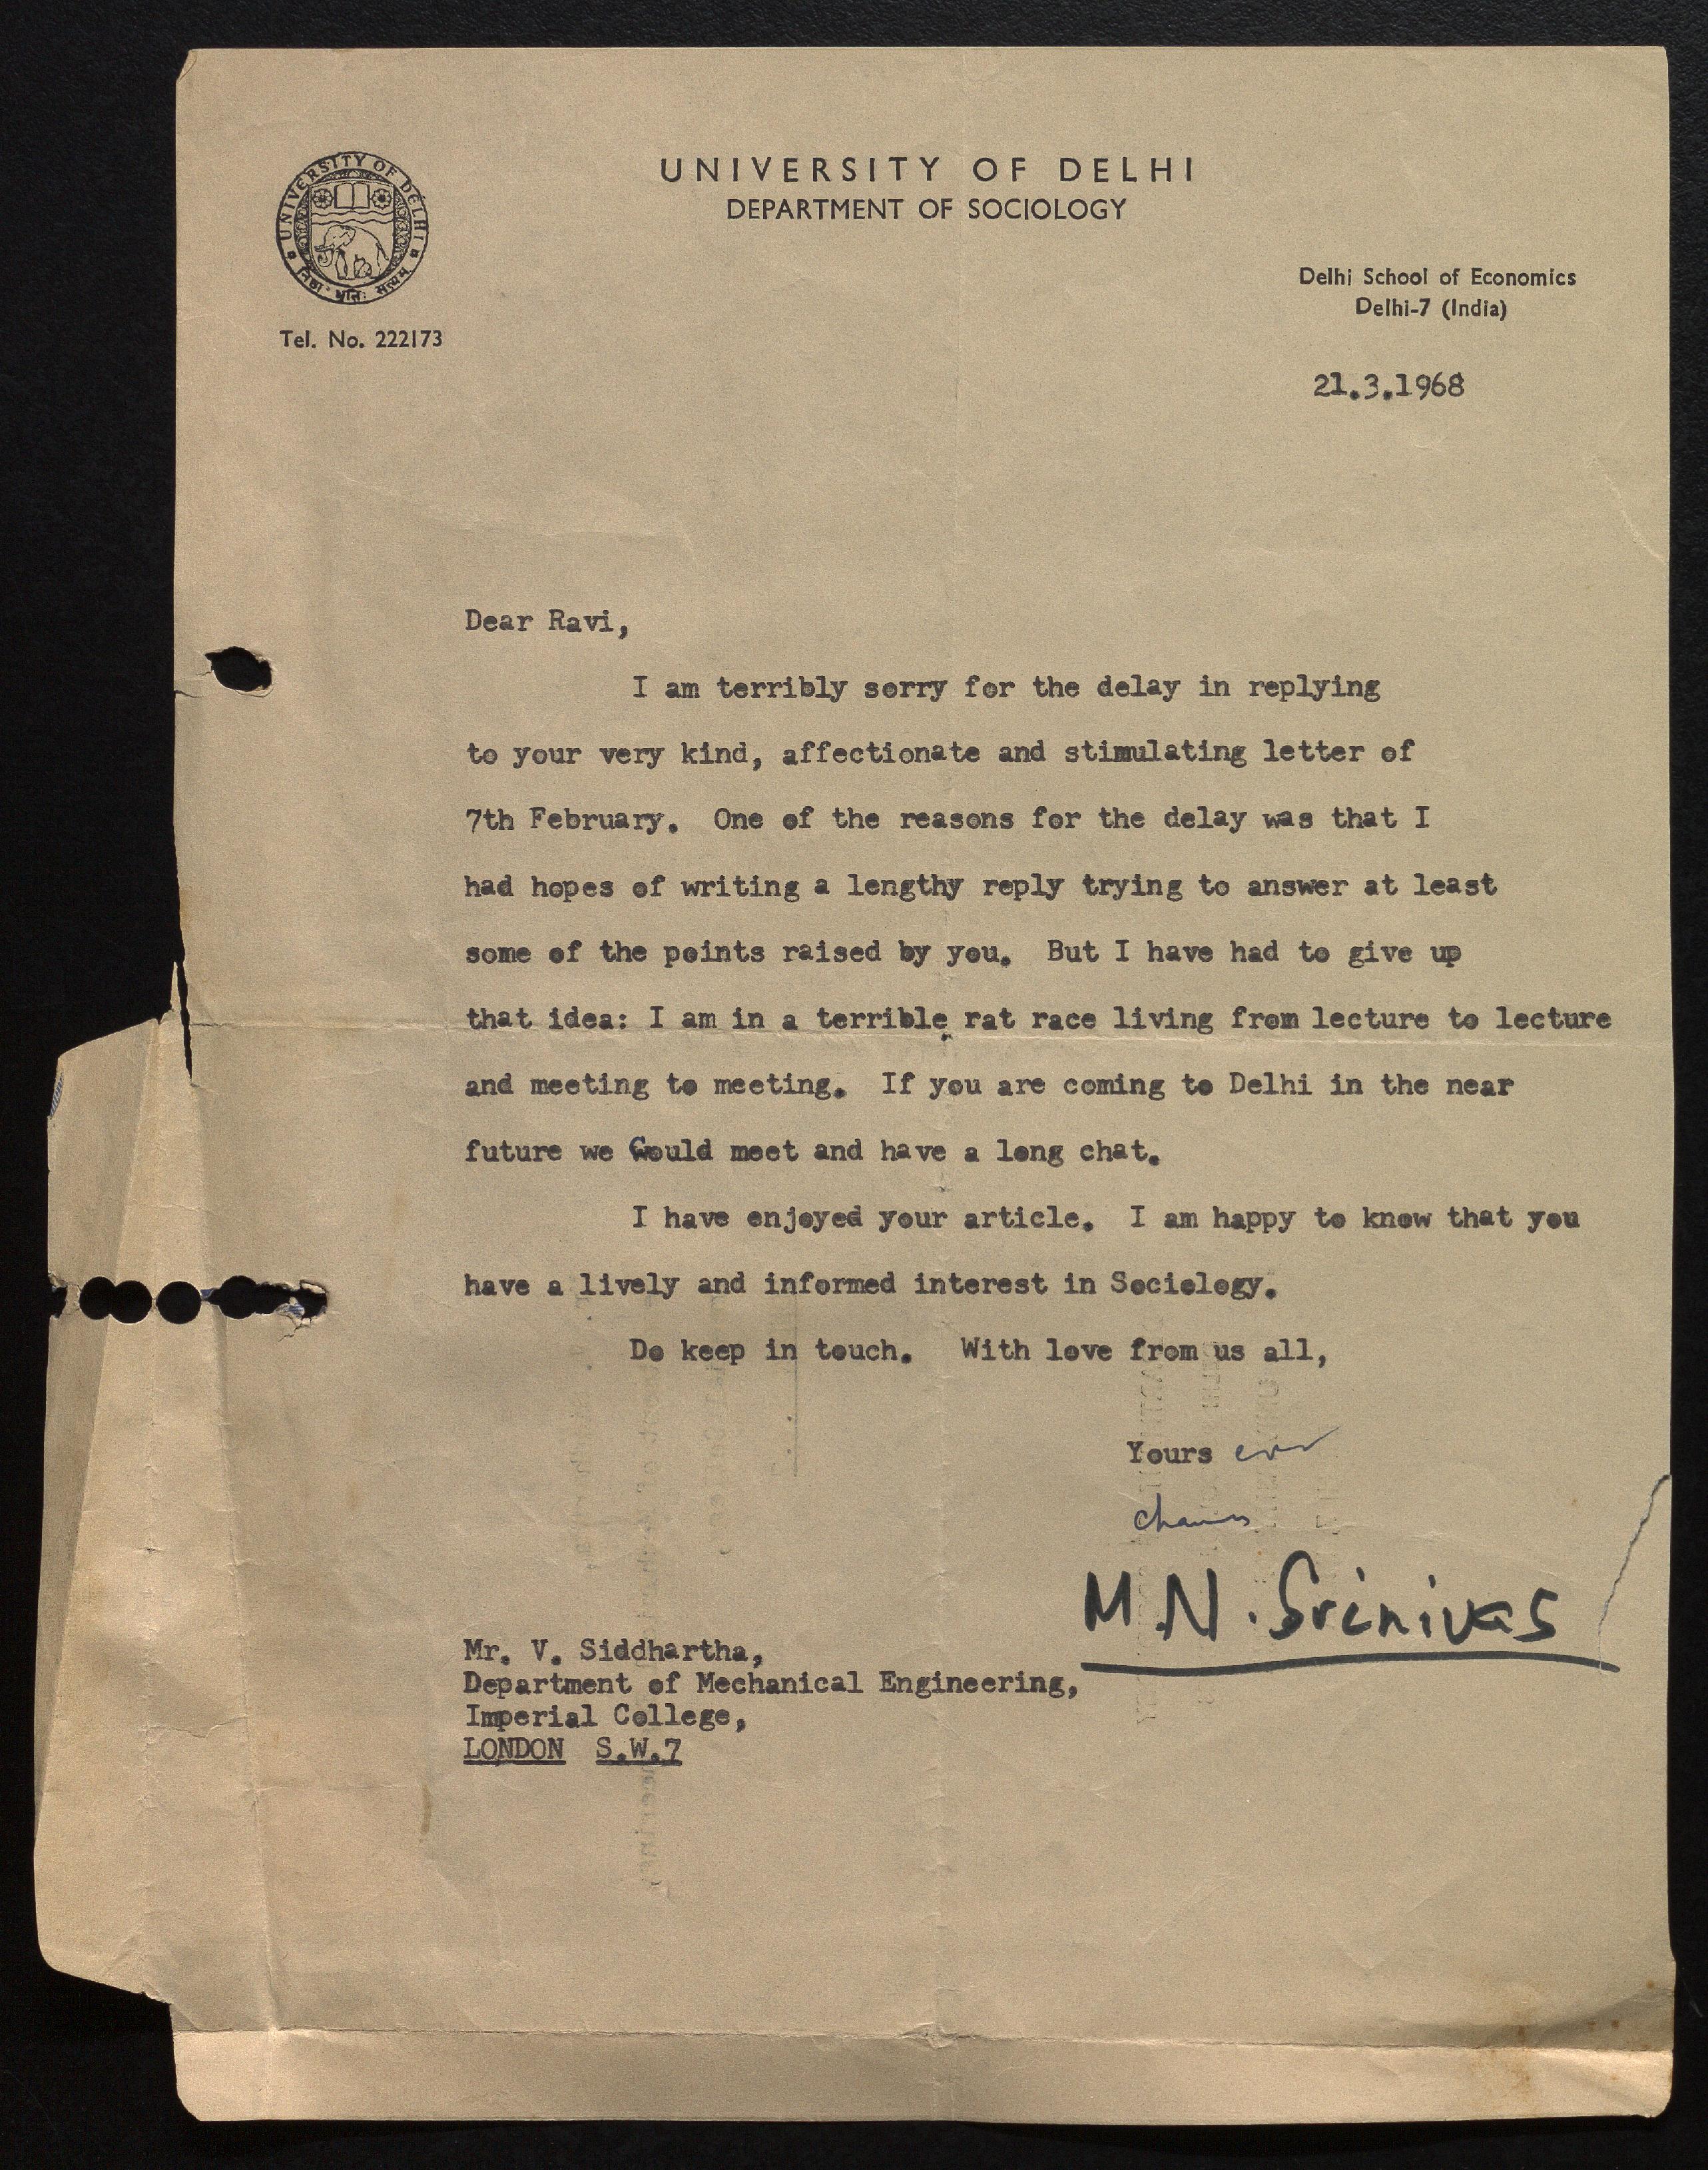 UNIVERSITY OF DELHI
DEPARTMENT OF SOCIOLOGY
UNIVERSITY OF DELHI
Tel. No. 222173
Delhi School of Economics
Delhi-7 (India)
21.3.1968
Dear Ravi,
I am terribly sorry for the delay in replying
to your very kind, affectionate and stimulating letter of
7th February. One of the reasons for the delay was that I
had hopes of writing a lengthy reply trying to answer at least
some of the points raised by you. But I have had to give up
that idea: I am in a terrible rat race living from lecture to lecture
and meeting to meeting. If you are coming to Delhi in the near
future we Could meet and have a long chat.
I have enjoyed your article. I am happy to know that you
have a lively and informed interest in Sociology.
Do keep in touch. With love from us all,
Yours ever
M.N. Srinivas
Mr. V. Siddhartha,
Department of Mechanical Engineering,
Imperial College,
LONDON S.W.7